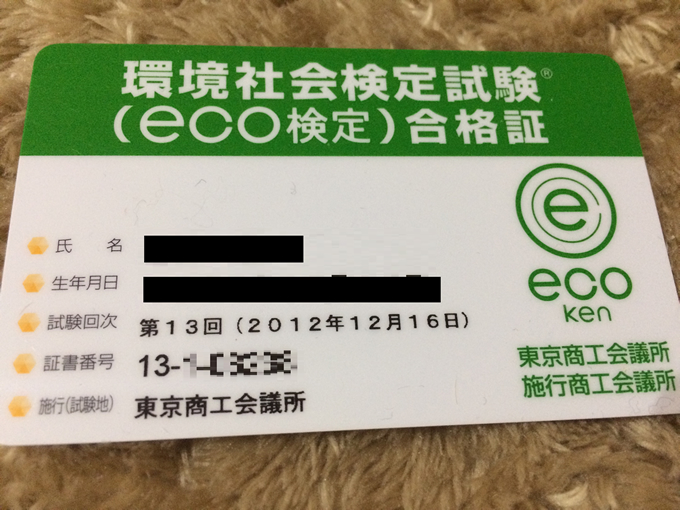 環境社会検定試験®
(eco検定)合格証
e
eco
ken
氏 名
生年月日
試験回次 第13回(2012年12月16日)
証書番号 13-
施行(試験地) 東京商工会議所
東京商工会議所
施行商工会議所